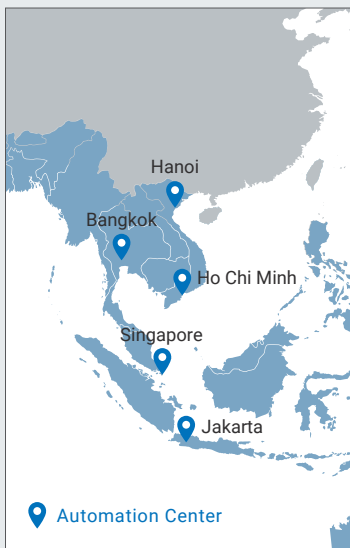 Hanoi
Bangkok
Ho Chi Minh
Singapore
Jakarta
Automation Center